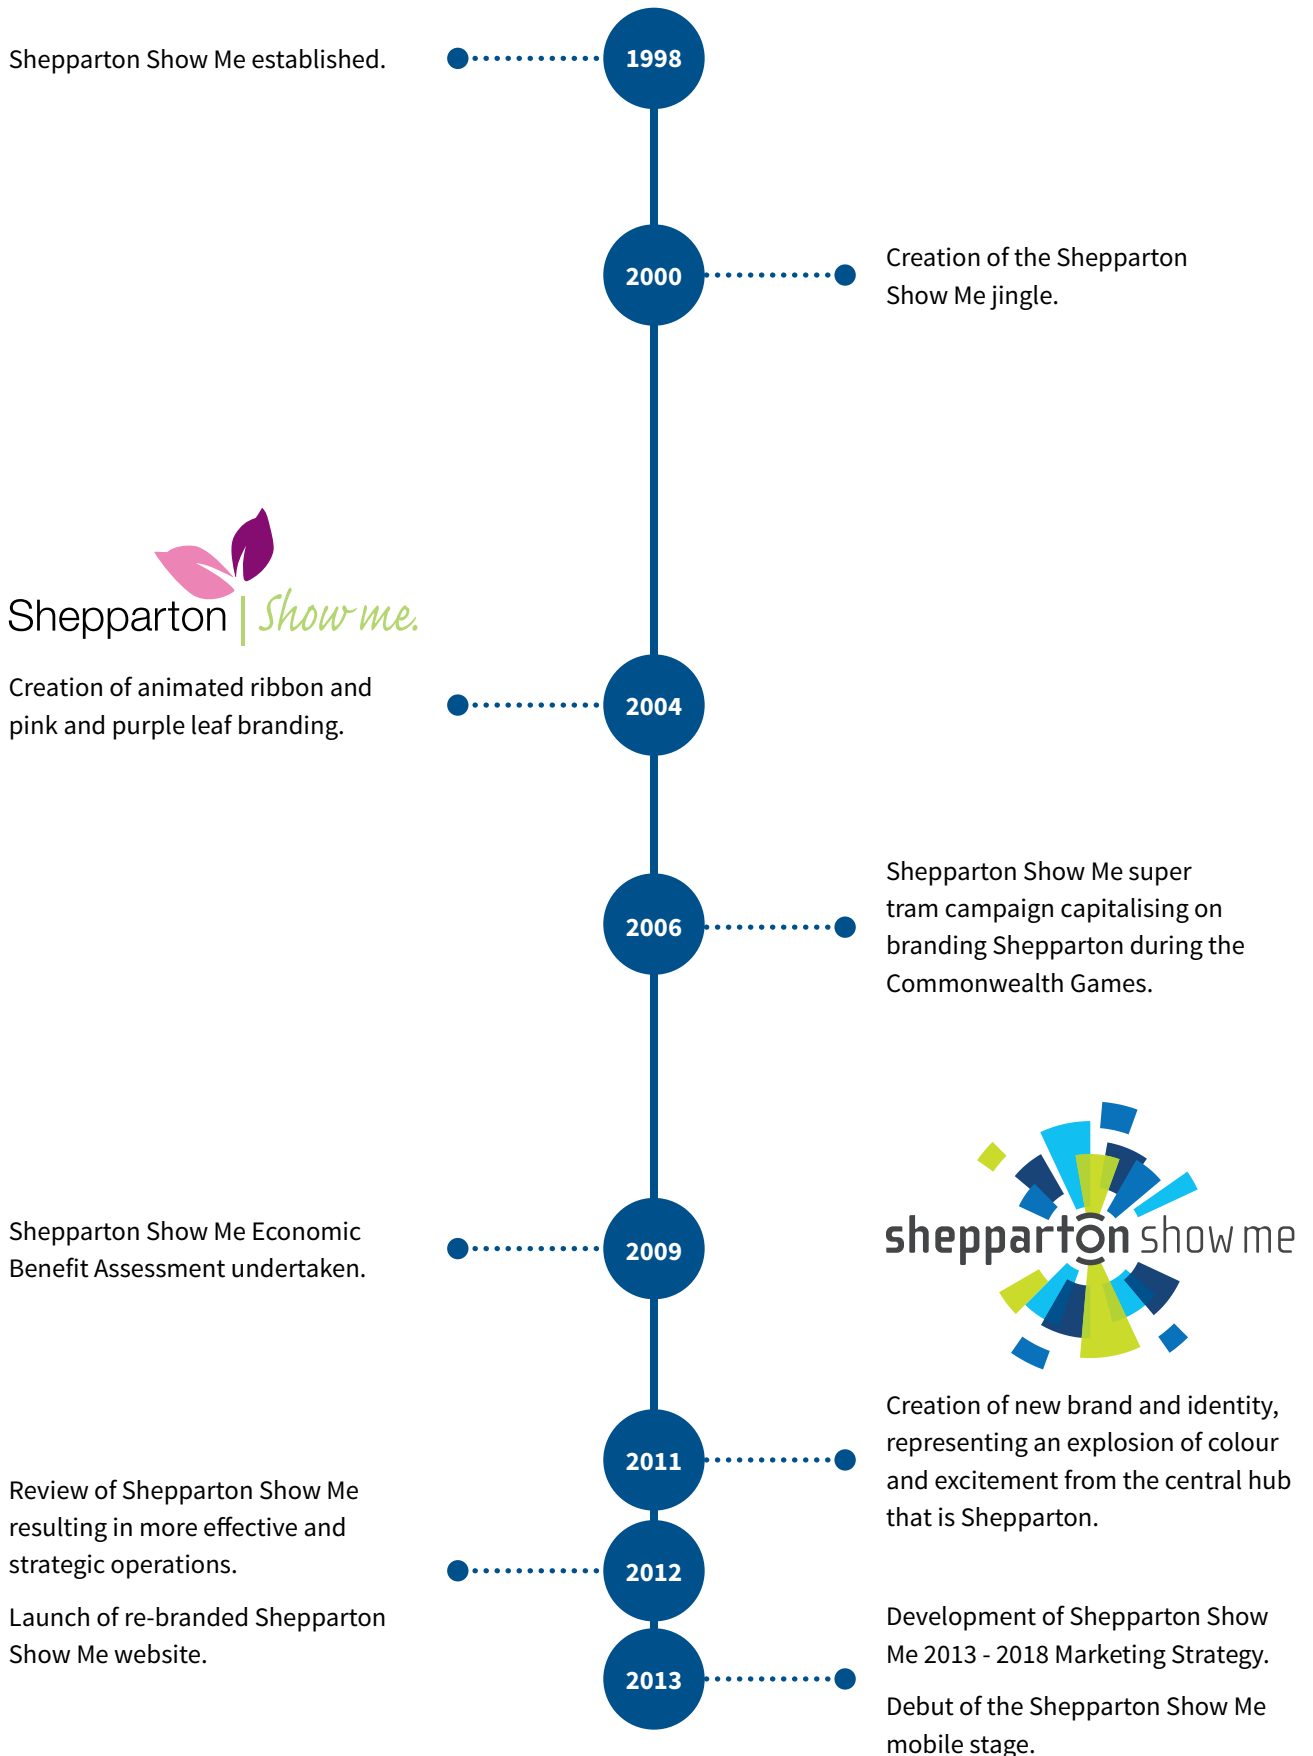 Shepparton Show Me established.
1998
2000
Creation of the Shepparton
Show Me jingle.
Shepparton | Show me.
Creation of animated ribbon and
pink and purple leaf branding.
2004
2006
Shepparton Show Me super
tram campaign capitalising on
branding Shepparton during the
Commonwealth Games.
Shepparton Show Me Economic
Benefit Assessment undertaken.
2009
shepparton show me
2011
Creation of new brand and identity,
representing an explosion of colour
and excitement from the central hub
that is Shepparton.
Review of Shepparton Show Me
resulting in more effective and
strategic operations.
Launch of re-branded Shepparton
Show Me website.
2012
2013
Development of Shepparton Show
Me 2013 - 2018 Marketing Strategy.
Debut of the Shepparton Show Me
mobile stage.